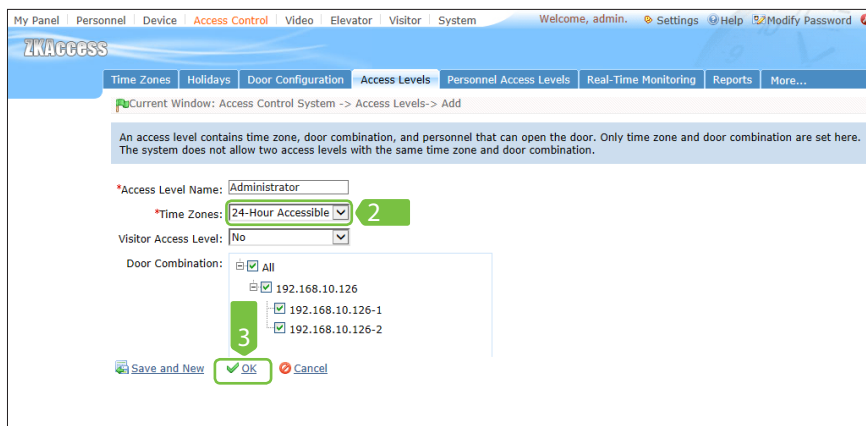 My Panel | Personnel | Device | Access Control | Video | Elevator | Visitor | System Welcome, admin. Settings Help Modify Password
ZKAccess
Time Zones Holidays Door Configuration Access Levels Personnel Access Levels Real-Time Monitoring Reports More...
Current Window: Access Control System -> Access Levels-> Add
An access level contains time zone, door combination, and personnel that can open the door. Only time zone and door combination are set here.
The system does not allow two access levels with the same time zone and door combination.
*Access Level Name: Administrator
*Time Zones: 24-Hour Accessible 2
Visitor Access Level: No
Door Combination: All
192.168.10.126
192.168.10.126-1
192.168.10.126-2
3
Save and New OK Cancel